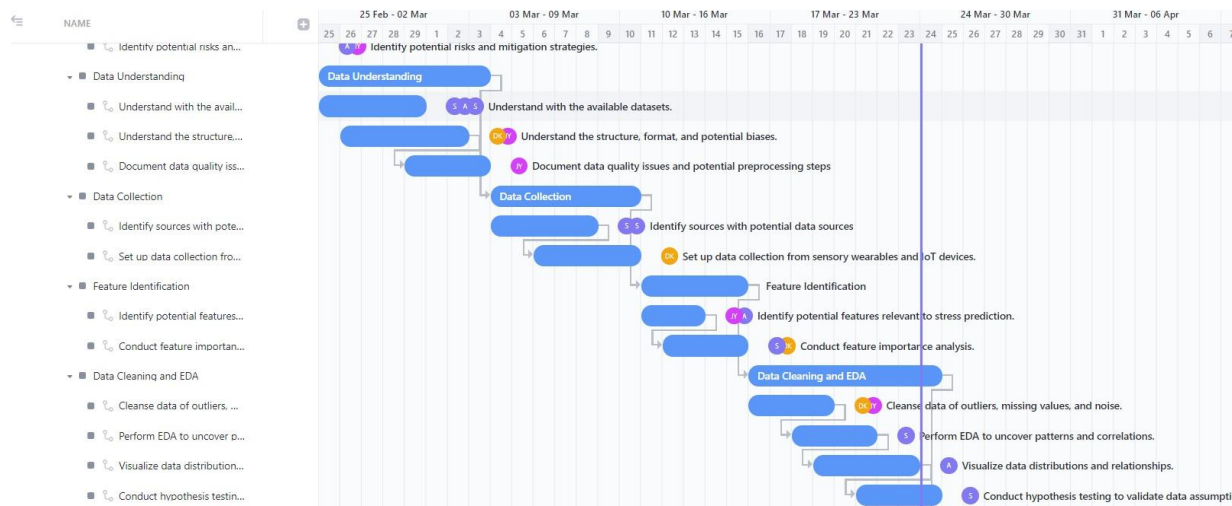 25 Feb - 02 Mar 03 Mar - 09 Mar 10 Mar - 16 Mar 17 Mar - 23 Mar 24 Mar - 30 Mar 31 Mar - 06 Apr
NAME
25 26 27 28 29 1 2 3 4 5 6 7 8 9 10 11 12 13 14 15 16 17 18 19 20 21 22 23 24 25 26 27 28 29 30 31 1 2 3 4 5 6 7
Identify potential risks an... A JY Identify potential risks and mitigation strategies.
Data Understanding Data Understanding
Understand with the avail... S A S Understand with the available datasets.
Understand the structure,... DK JY Understand the structure, format, and potential biases.
Document data quality iss... JY Document data quality issues and potential preprocessing steps
Data Collection Data Collection
Identify sources with pote... S S Identify sources with potential data sources
Set up data collection fro... DK Set up data collection from sensory wearables and IoT devices.
Feature Identification Feature Identification
Identify potential features... JY A Identify potential features relevant to stress prediction.
Conduct feature importan... S DK Conduct feature importance analysis.
Data Cleaning and EDA Data Cleaning and EDA
Cleanse data of outliers, ... DK JY Cleanse data of outliers, missing values, and noise.
Perform EDA to uncover p... S Perform EDA to uncover patterns and correlations.
Visualize data distribution... A Visualize data distributions and relationships.
Conduct hypothesis testin... S Conduct hypothesis testing to validate data assumpti